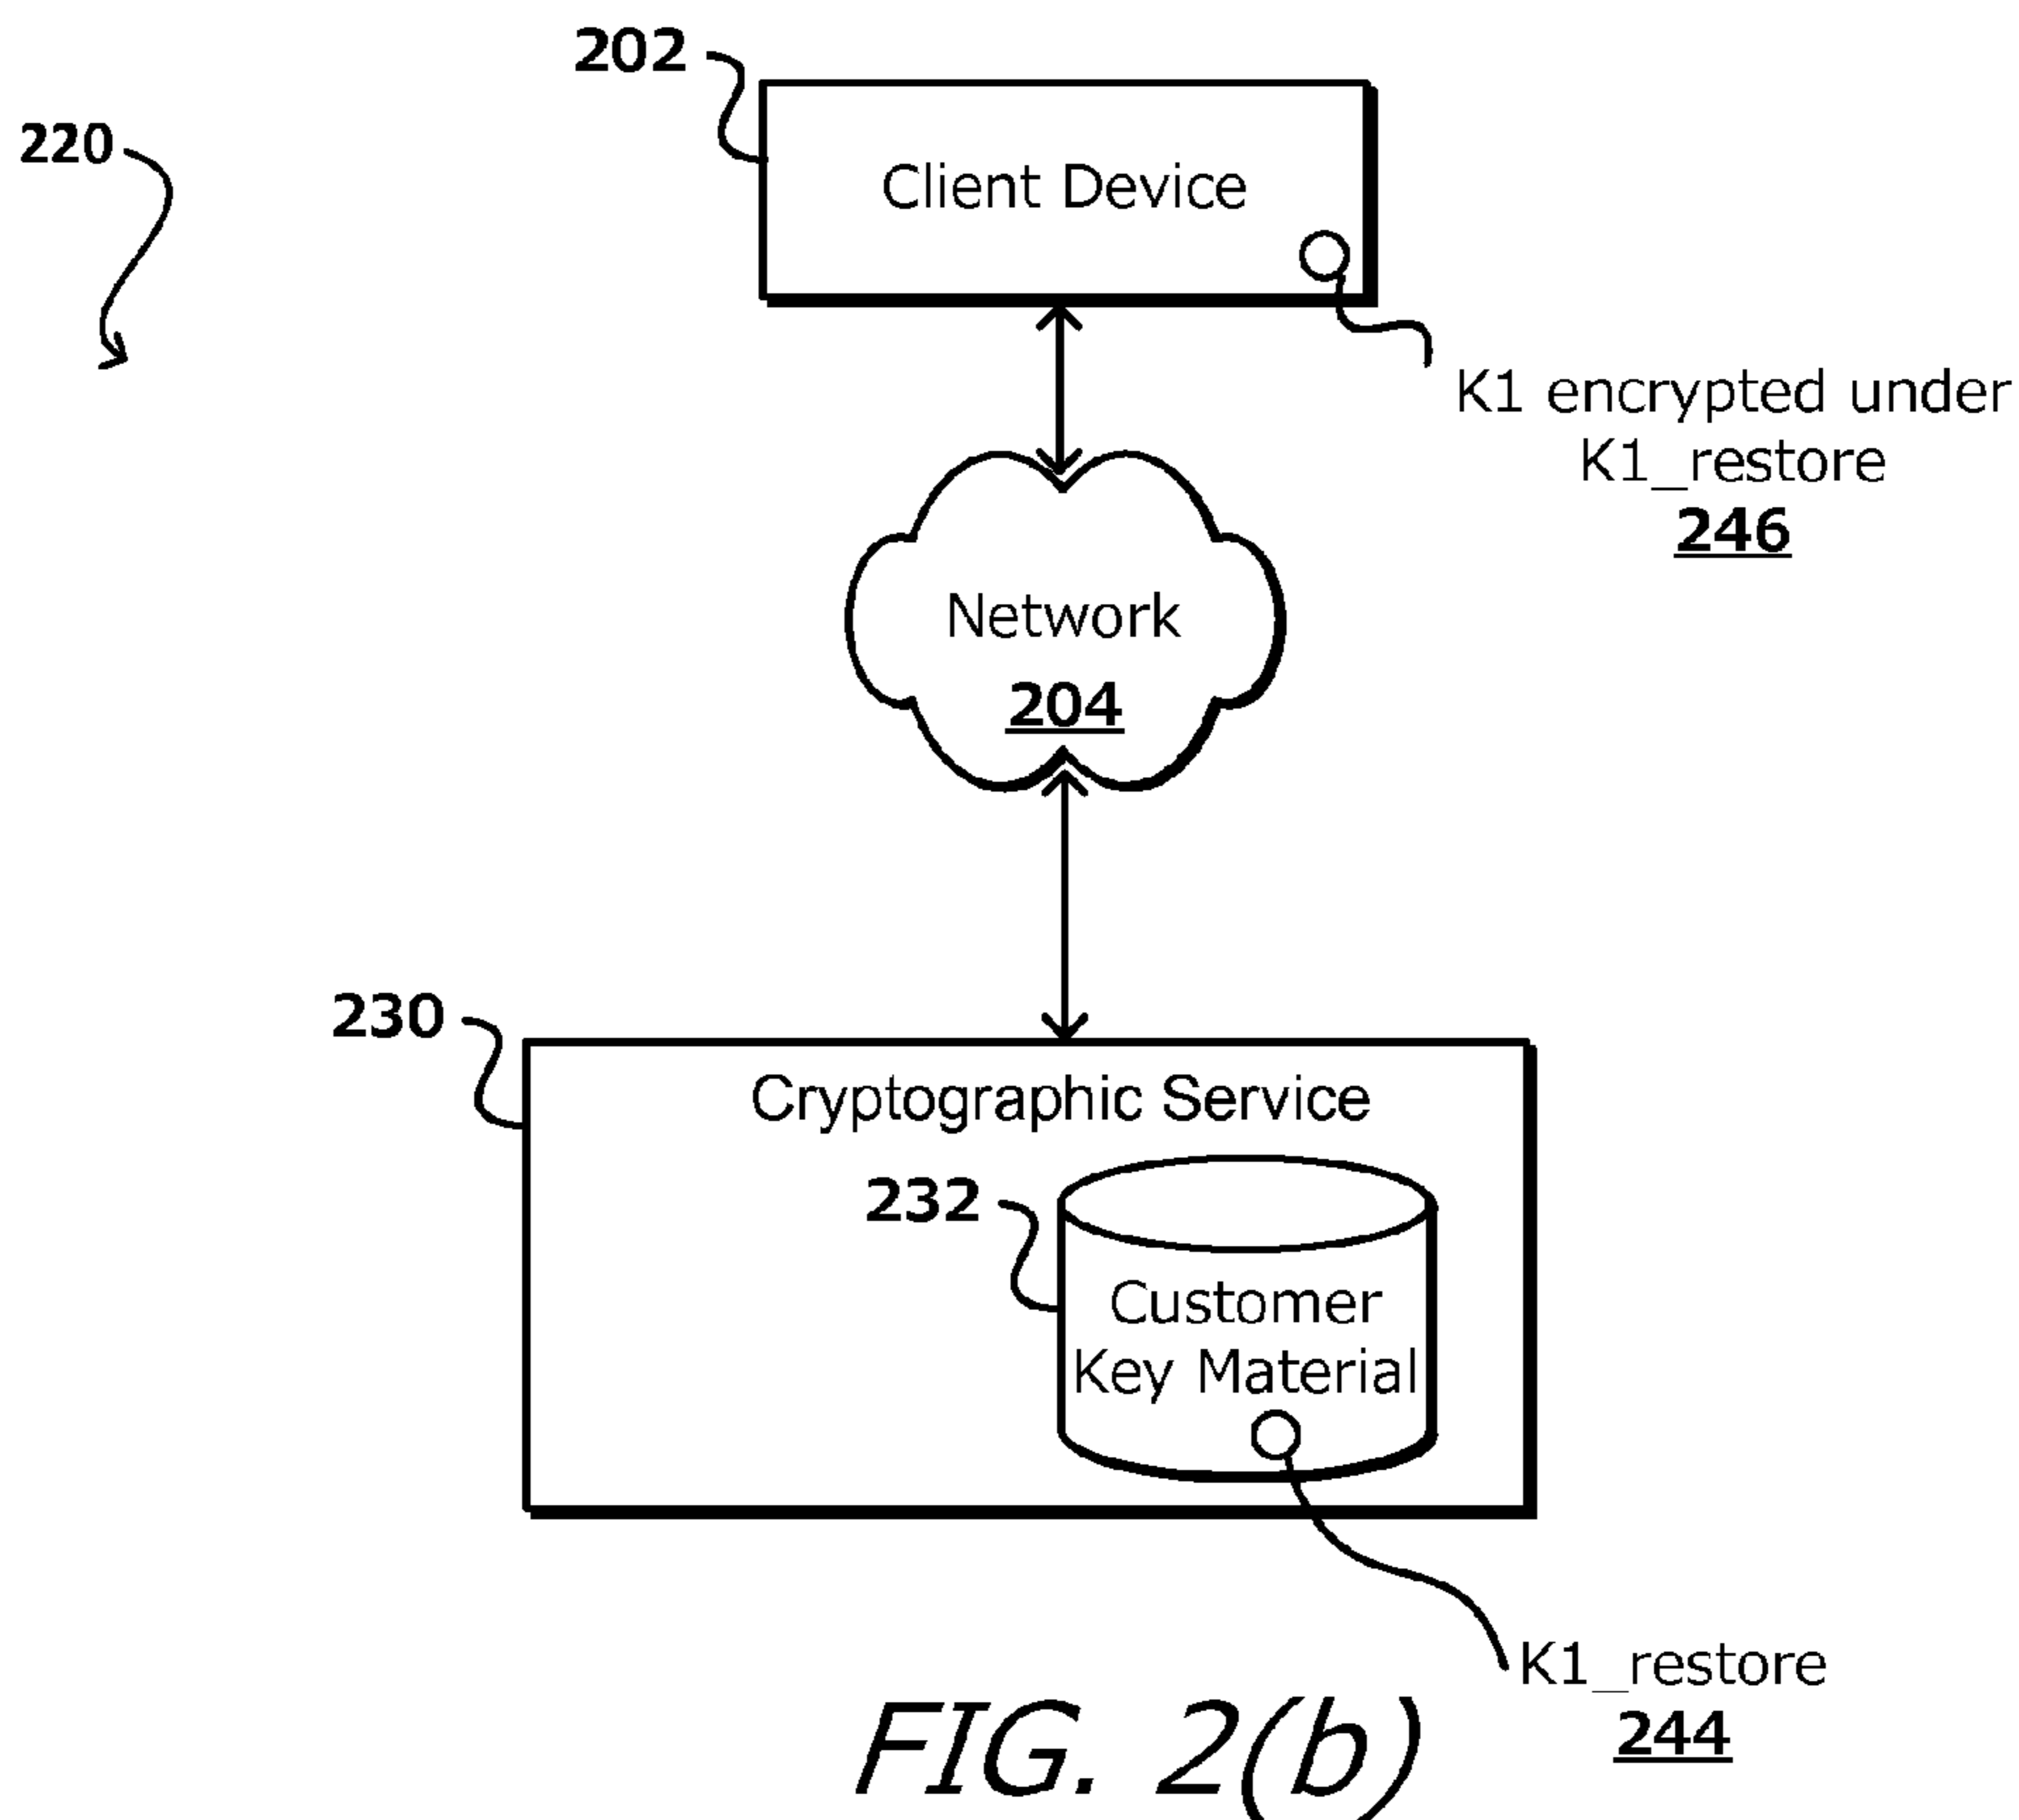 202
220
Client Device
K1 encrypted under
K1_restore
246
Network
204
230
Cryptographic Service
232
Customer
Key Material
K1_restore
244
FIG. 2(b)